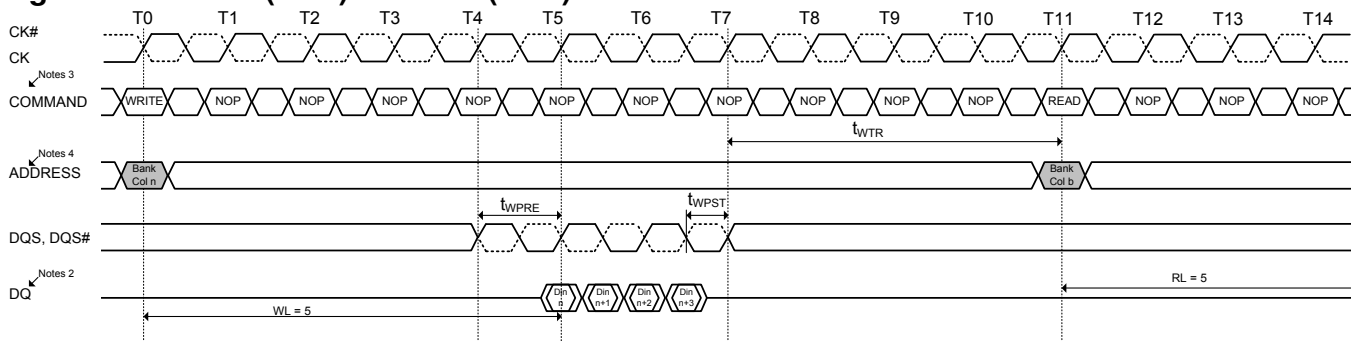 T0 T1 T2 T3 T4 T5 T6 T7 T8 T9 T10 T11 T12 T13 T14
CK#
CK
Notes 3
COMMAND WRITE NOP NOP NOP NOP NOP NOP NOP NOP NOP NOP READ NOP NOP NOP
tWTR
Notes 4
ADDRESS Bank Col n Bank Col b
tWPRE tWPST
DQS, DQS#
Notes 2
DQ Din n Din n+1 Din n+2 Din n+3
RL = 5
WL = 5